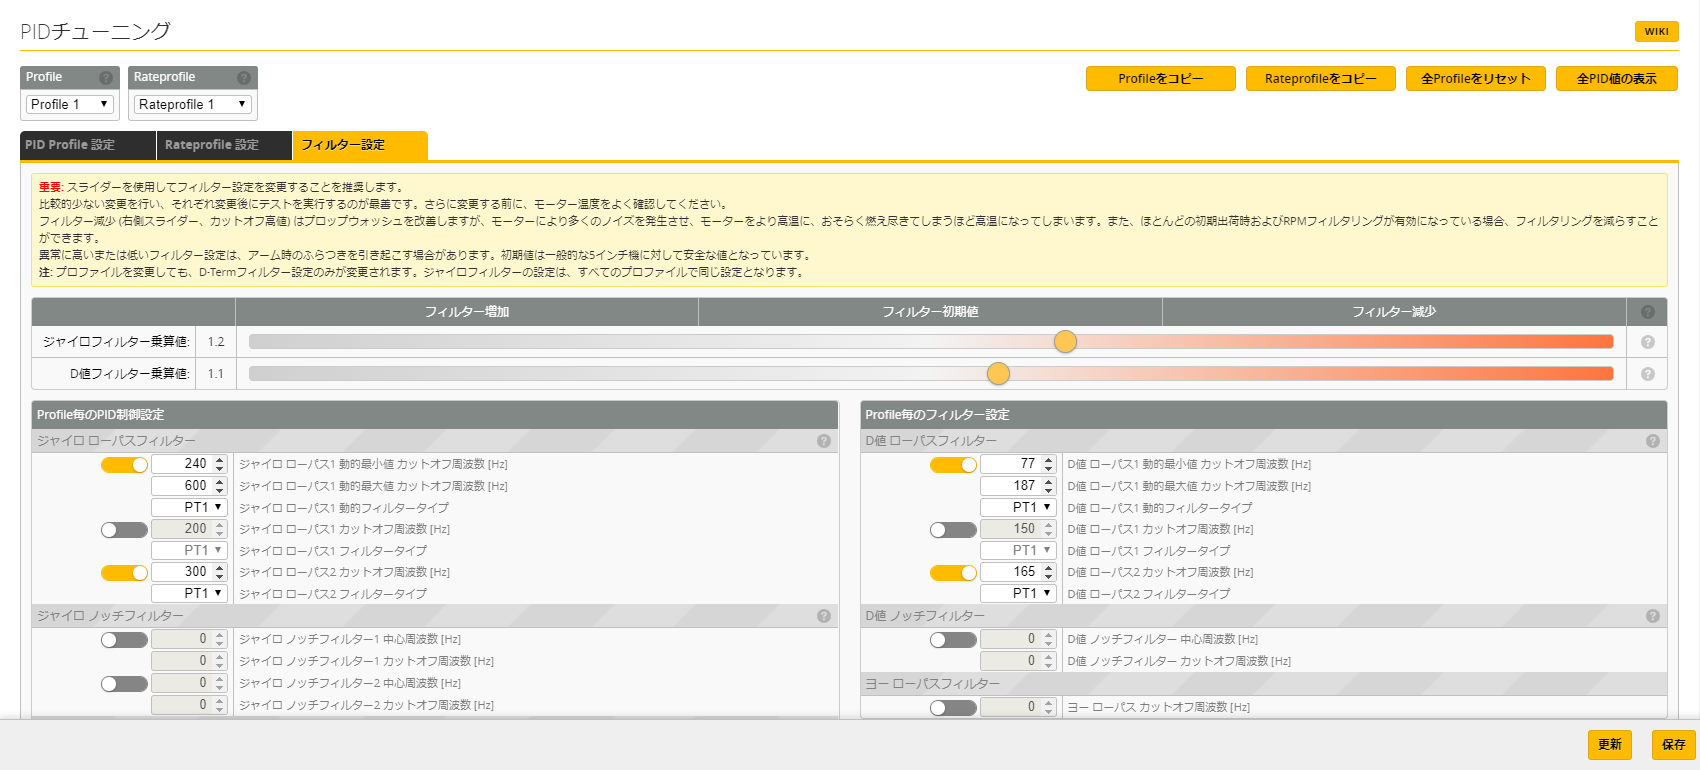 PIDチューニング
WIKI
Profile
Rateprofile
Profile 1
Rateprofile 1
Profileをコピー
Rateprofileをコピー
全Profileをリセット
全PID値の表示
PID Profile 設定
Rateprofile 設定
フィルター設定
重要: スライダーを使用してフィルター設定を変更することを推奨します。
比較的少ない変更を行い、それぞれ変更後にテストを実行するのが最善です。さらに変更する前に、モーター温度をよく確認してください。
フィルター減少 (右側スライダー、カットオフ高値) はプロップウォッシュを改善しますが、モーターにより多くのノイズを発生させ、モーターをより高温に、おそらく燃え尽きてしまうほど高温になってしまいます。また、ほとんどの初期出荷時およびRPMフィルタリングが有効になっている場合、フィルタリングを減らすこと
ができます。
異常に高いまたは低いフィルター設定は、アーム時のふらつきを引き起こす場合があります。初期値は一般的な5インチ機に対して安全な値となっています。
注: プロファイルを変更しても、D-Termフィルター設定のみが変更されます。ジャイロフィルターの設定は、すべてのプロファイルで同じ設定となります。
フィルター増加
フィルター初期値
フィルター減少
ジャイロフィルター乗算値: 1.2
D値フィルター乗算値: 1.1
Profile毎のPID制御設定
ジャイロ ローパスフィルター
240 ジャイロ ローパス1 動的最小値 カットオフ周波数 [Hz]
600 ジャイロ ローパス1 動的最大値 カットオフ周波数 [Hz]
PT1 ジャイロ ローパス1 動的フィルタータイプ
200 ジャイロ ローパス1 カットオフ周波数 [Hz]
PT1 ジャイロ ローパス1 フィルタータイプ
300 ジャイロ ローパス2 カットオフ周波数 [Hz]
PT1 ジャイロ ローパス2 フィルタータイプ
ジャイロ ノッチフィルター
0 ジャイロ ノッチフィルター1 中心周波数 [Hz]
0 ジャイロ ノッチフィルター1 カットオフ周波数 [Hz]
0 ジャイロ ノッチフィルター2 中心周波数 [Hz]
0 ジャイロ ノッチフィルター2 カットオフ周波数 [Hz]
Profile毎のフィルター設定
D値 ローパスフィルター
77 D値 ローパス1 動的最小値 カットオフ周波数 [Hz]
187 D値 ローパス1 動的最大値 カットオフ周波数 [Hz]
PT1 D値 ローパス1 動的フィルタータイプ
150 D値 ローパス1 カットオフ周波数 [Hz]
PT1 D値 ローパス1 フィルタータイプ
165 D値 ローパス2 カットオフ周波数 [Hz]
PT1 D値 ローパス2 フィルタータイプ
D値 ノッチフィルター
0 D値 ノッチフィルター 中心周波数 [Hz]
0 D値 ノッチフィルター カットオフ周波数 [Hz]
ヨー ローパスフィルター
0 ヨー ローパス カットオフ周波数 [Hz]
更新
保存